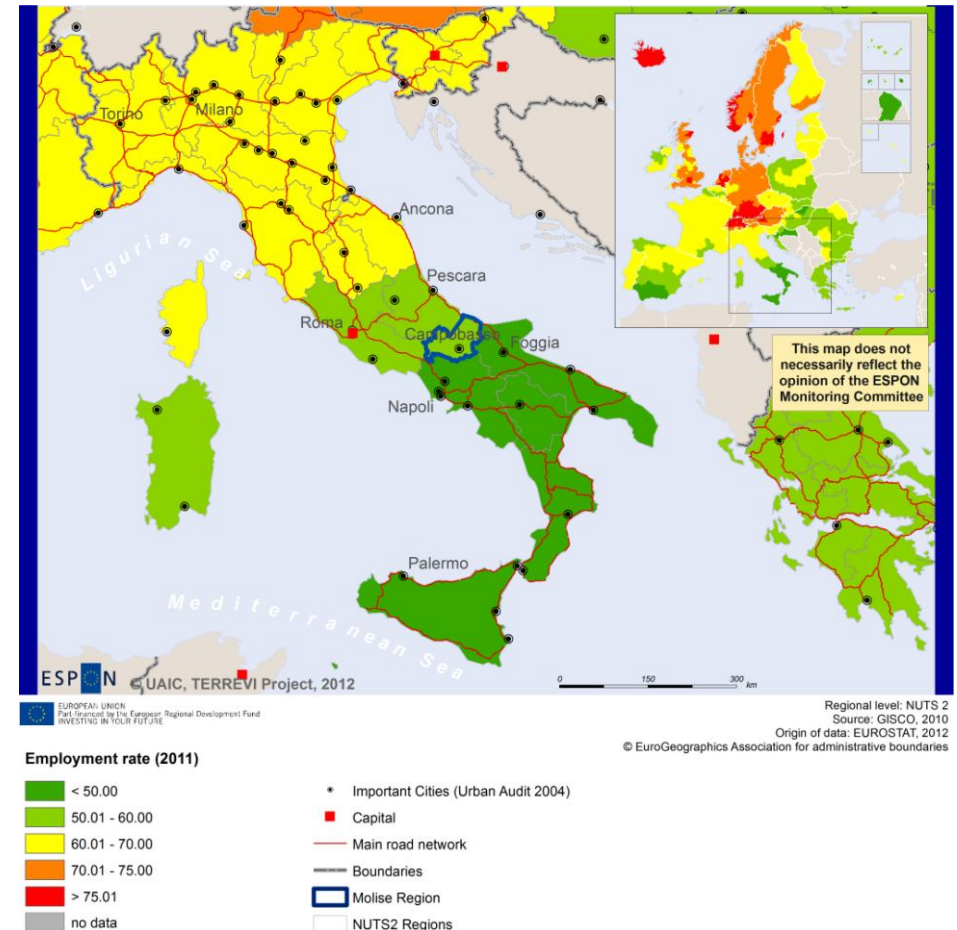 Torino
Milano
Ancona
Ligurian Sea
Pescara
Roma
Campobasso
Foggia
This map does not
necessarily reflect the
opinion of the ESPON
Monitoring Committee
Napoli
Palermo
Mediterranean Sea
ESPON
© UAIC, TERREVI Project, 2012
0 150 300 km
EUROPEAN UNION
Part-financed by the European Regional Development Fund
INVESTING IN YOUR FUTURE
Regional level: NUTS 2
Source: GISCO, 2010
Origin of data: EUROSTAT, 2012
© EuroGeographics Association for administrative boundaries
Employment rate (2011)
< 50.00
50.01 - 60.00
60.01 - 70.00
70.01 - 75.00
> 75.01
no data
Important Cities (Urban Audit 2004)
Capital
Main road network
Boundaries
Molise Region
NUTS2 Regions